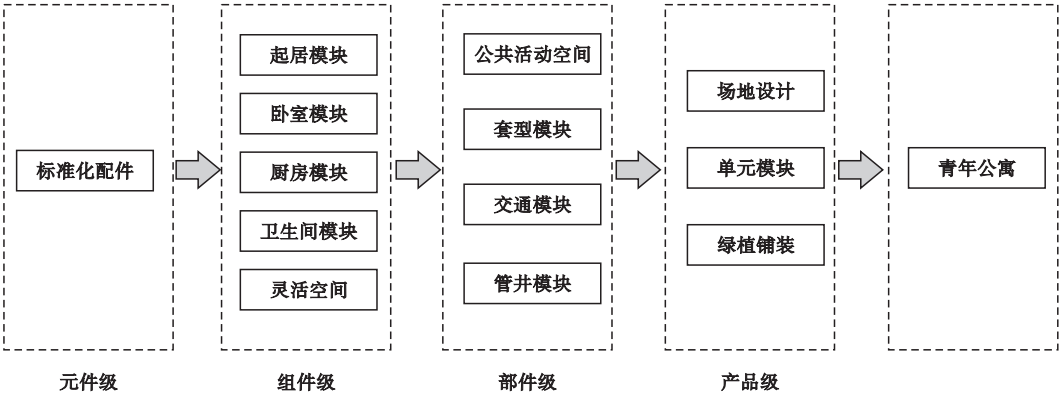 标准化配件
起居模块
卧室模块
厨房模块
卫生间模块
灵活空间
公共活动空间
套型模块
交通模块
管井模块
场地设计
单元模块
绿植铺装
青年公寓
元件级
组件级
部件级
产品级